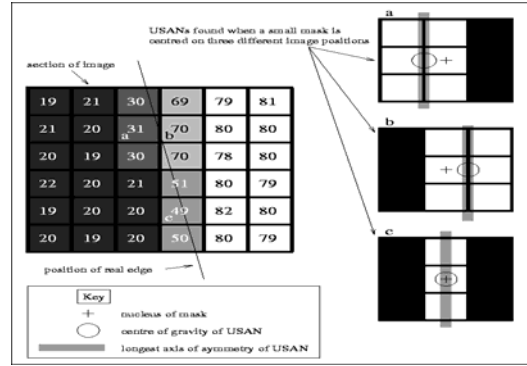 USANs found when a small mask is
centred on three different image positions
section of image
19 21 30 69 79 81
21 20 31 70 80 80
a b
20 19 30 70 78 80
22 20 21 51 80 79
19 20 20 49 82 80
c
20 19 20 50 80 79
position of real edge
Key
nucleus of mask
centre of gravity of USAN
longest axis of symmetry of USAN
a
b
c